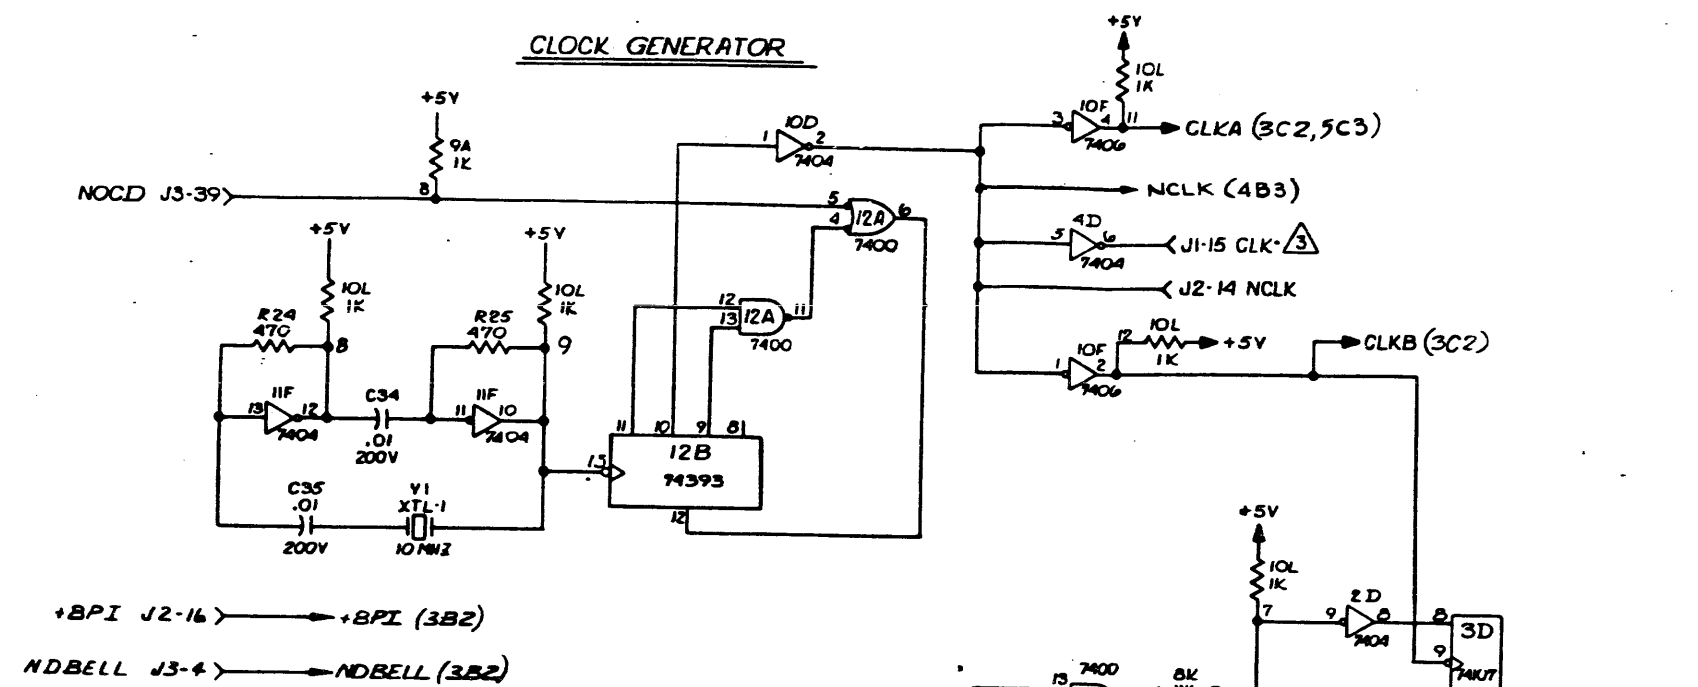 CLOCK GENERATOR
+5V
10L
1K
10F
3
4
11
7406
CLKA (3C2,5C3)
+5V
9A
1K
8
NOCD J3-39
10D
1
2
7404
NCLK (4B3)
5
4
12A
6
7400
4D
5
6
7404
J1-15 CLK· 3
J2-14 NCLK
+5V
10L
1K
R24
470
8
+5V
10L
1K
R25
470
9
12
13
12A
11
7400
12
10L
1K
+5V
10F
1
2
7406
CLKB (3C2)
11F
13
12
7404
C34
.01
200V
11F
11
10
7404
11
10
9
8
12B
74393
13
12
C35
.01
200V
Y1
XTL-1
10 MHZ
+5V
10L
1K
7
2D
9
8
7404
8
3D
9
+BPI J2-16
+BPI (3B2)
NDBELL J3-4
NDBELL (3B2)
13
7400
8K